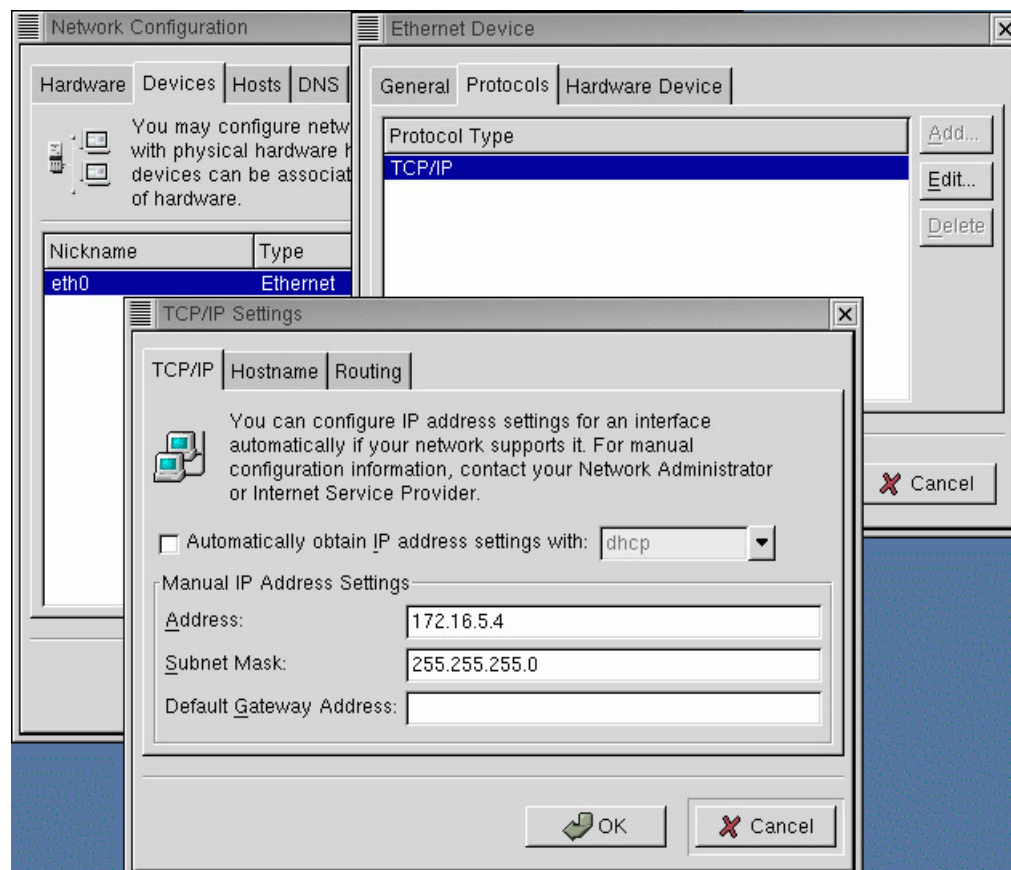 Network Configuration
Hardware Devices Hosts DNS
You may configure netw
with physical hardware h
devices can be associat
of hardware.
Nickname Type
eth0 Ethernet
Ethernet Device
General Protocols Hardware Device
Protocol Type
TCP/IP
Add...
Edit...
Delete
Cancel
TCP/IP Settings
TCP/IP Hostname Routing
You can configure IP address settings for an interface
automatically if your network supports it. For manual
configuration information, contact your Network Administrator
or Internet Service Provider.
Automatically obtain IP address settings with: dhcp
Manual IP Address Settings
Address: 172.16.5.4
Subnet Mask: 255.255.255.0
Default Gateway Address:
OK Cancel